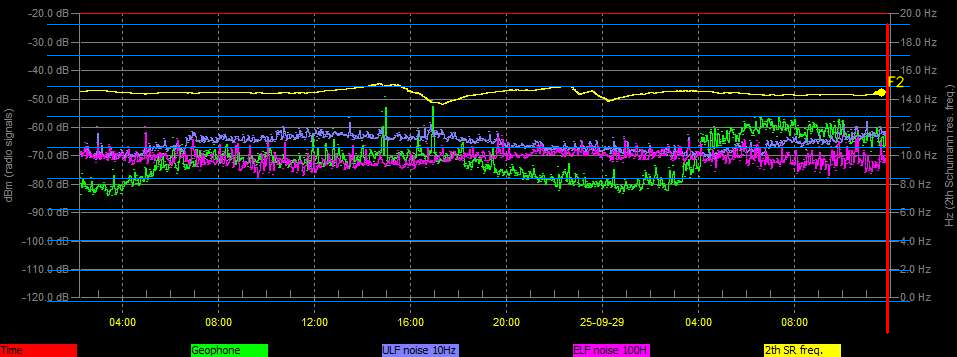 -20.0 dB 20.0 Hz
-30.0 dB 18.0 Hz
-40.0 dB 16.0 Hz
F2
-50.0 dB 14.0 Hz
-60.0 dB 12.0 Hz
-70.0 dB 10.0 Hz
-80.0 dB 8.0 Hz
-90.0 dB 6.0 Hz
-100.0 dB 4.0 Hz
-110.0 dB 2.0 Hz
-120.0 dB 0.0 Hz
dBm (radio signals)
Hz (2th Schumann res. freq.)
04:00 08:00 12:00 16:00 20:00 25-09-29 04:00 08:00
Time Geophone ULF noise 10Hz ELF noise 100H 2th SR freq.